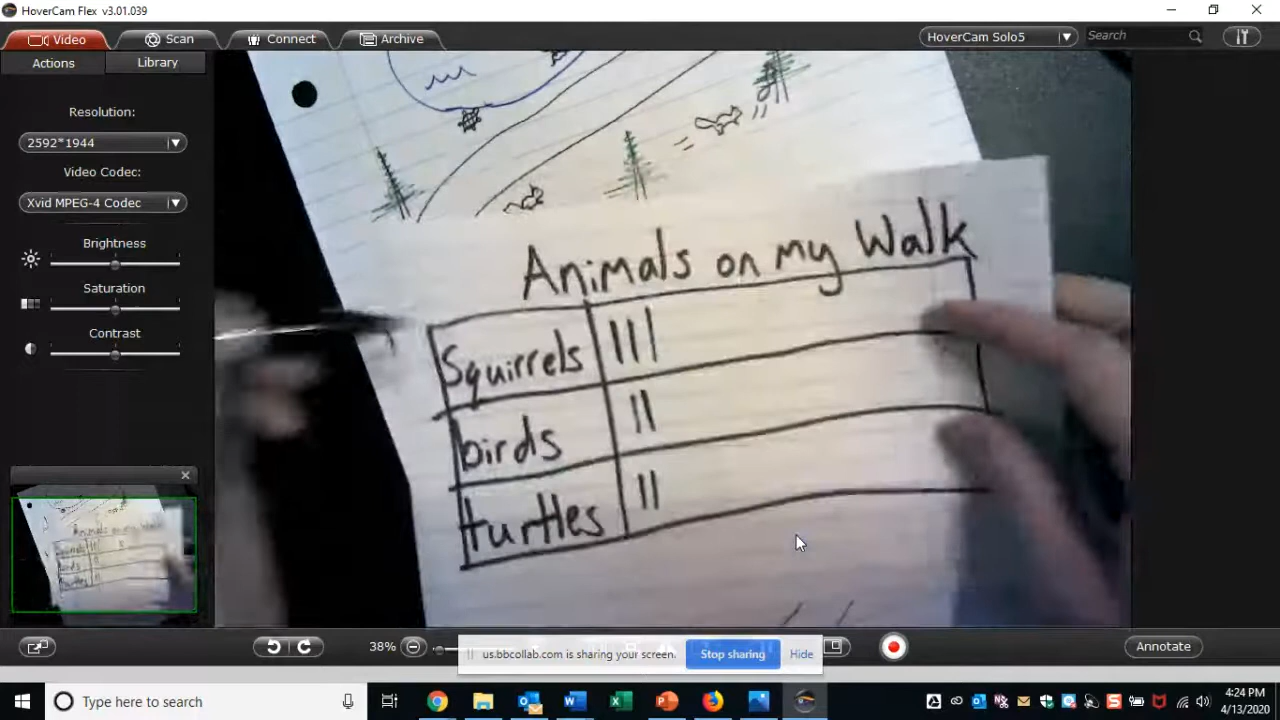 HoverCam Flex v3.01.039
Video
Scan
Connect
Archive
HoverCam Solo5
Search
Actions
Library
Resolution:
2592*1944
Video Codec:
Xvid MPEG-4 Codec
Brightness
Saturation
Contrast
Animals on my Walk
Squirrels
birds
turtles
38%
us.bbcollab.com is sharing your screen.
Stop sharing
Hide
Annotate
Type here to search
4:24 PM
4/13/2020